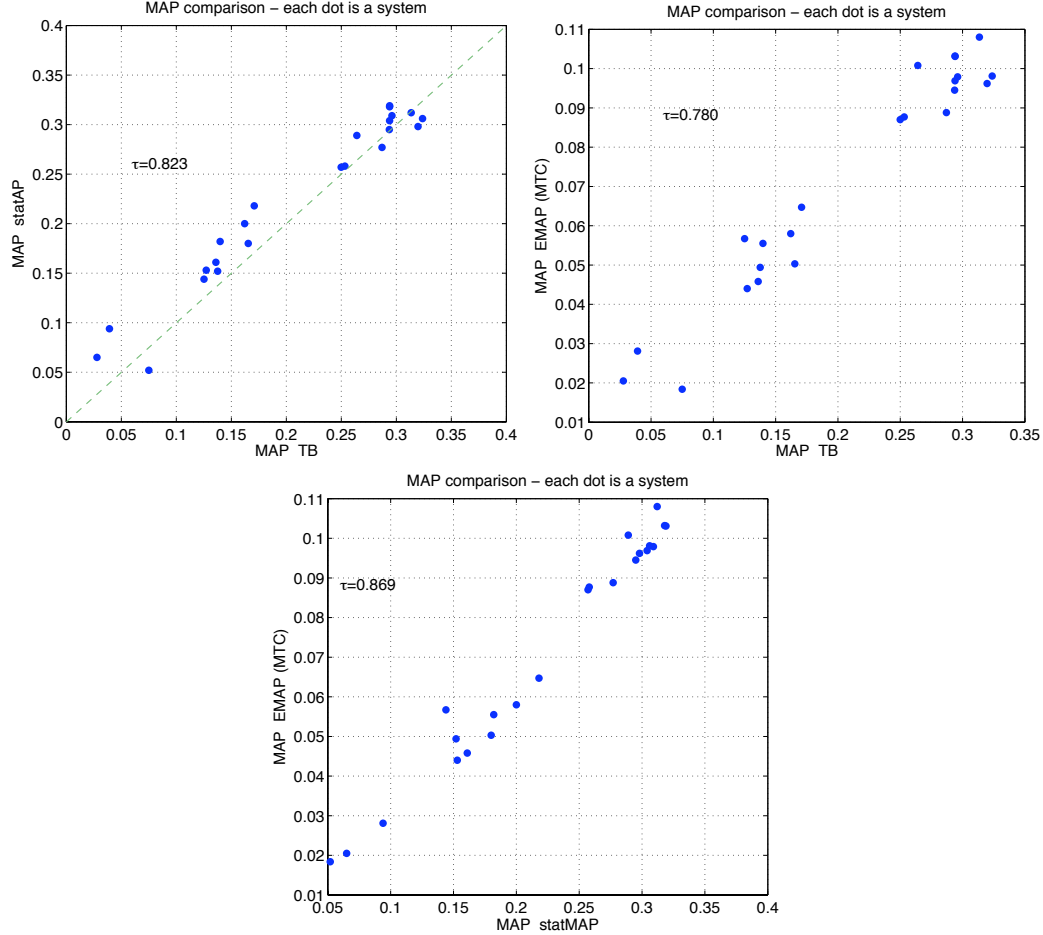 MAP comparison – each dot is a system
0.4
0.35
0.3
0.25
0.2
0.15
0.1
0.05
0
MAP statAP
τ=0.823
0 0.05 0.1 0.15 0.2 0.25 0.3 0.35 0.4
MAP TB
MAP comparison – each dot is a system
0.11
0.1
0.09
0.08
0.07
0.06
0.05
0.04
0.03
0.02
0.01
MAP EMAP (MTC)
τ=0.780
0 0.05 0.1 0.15 0.2 0.25 0.3 0.35
MAP TB
MAP comparison – each dot is a system
0.11
0.1
0.09
0.08
0.07
0.06
0.05
0.04
0.03
0.02
0.01
MAP EMAP (MTC)
τ=0.869
0.05 0.1 0.15 0.2 0.25 0.3 0.35 0.4
MAP statMAP